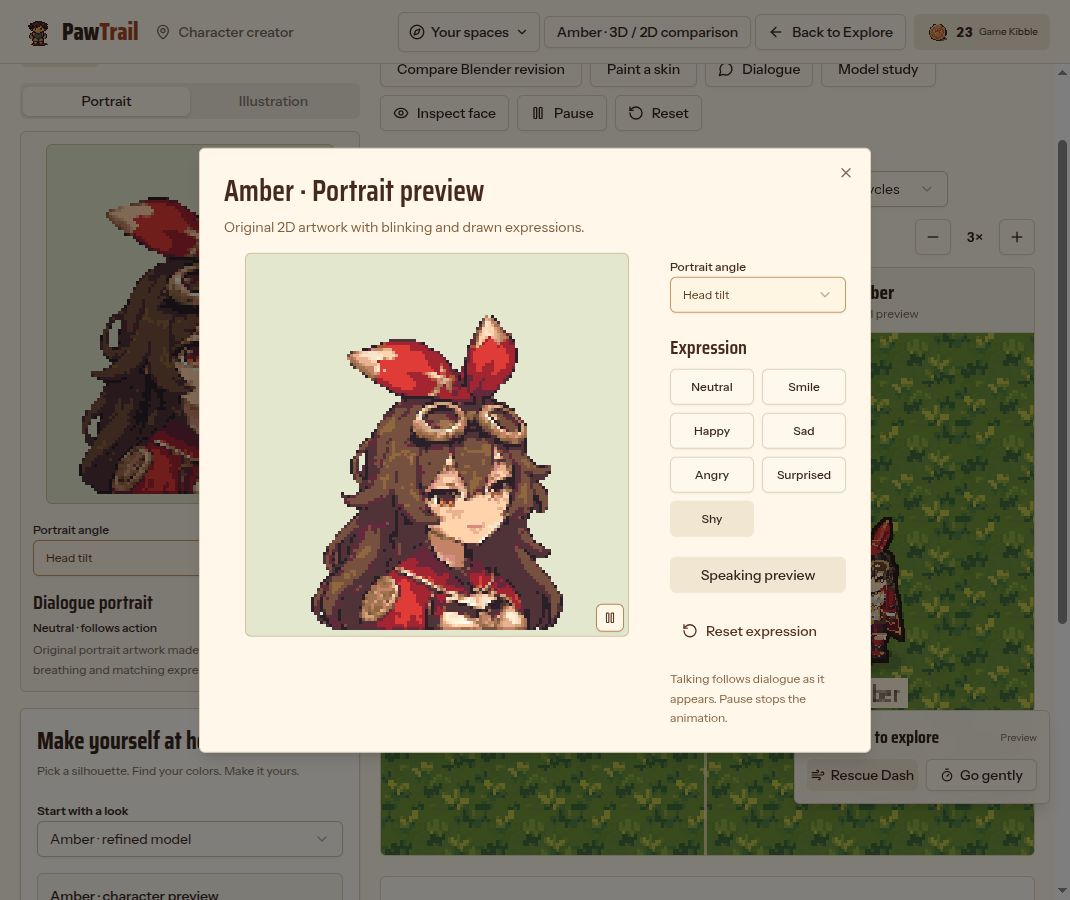 PawTrail
Character creator
Your spaces
Amber · 3D / 2D comparison
Back to Explore
23 Game Kibble
Portrait
Illustration
Compare Blender revision
Paint a skin
Dialogue
Model study
Inspect face
Pause
Reset
3×
preview
Amber · Portrait preview
Original 2D artwork with blinking and drawn expressions.
Portrait angle
Head tilt
Expression
Neutral
Smile
Happy
Sad
Angry
Surprised
Shy
Speaking preview
Reset expression
Talking follows dialogue as it
appears. Pause stops the
animation.
Portrait angle
Head tilt
Dialogue portrait
Neutral · follows action
Original portrait artwork made
breathing and matching
Make yourself at
Pick a silhouette. Find your colors. Make it yours.
Start with a look
Amber · refined model
Amber · character preview
to explore
Preview
Rescue Dash
Go gently